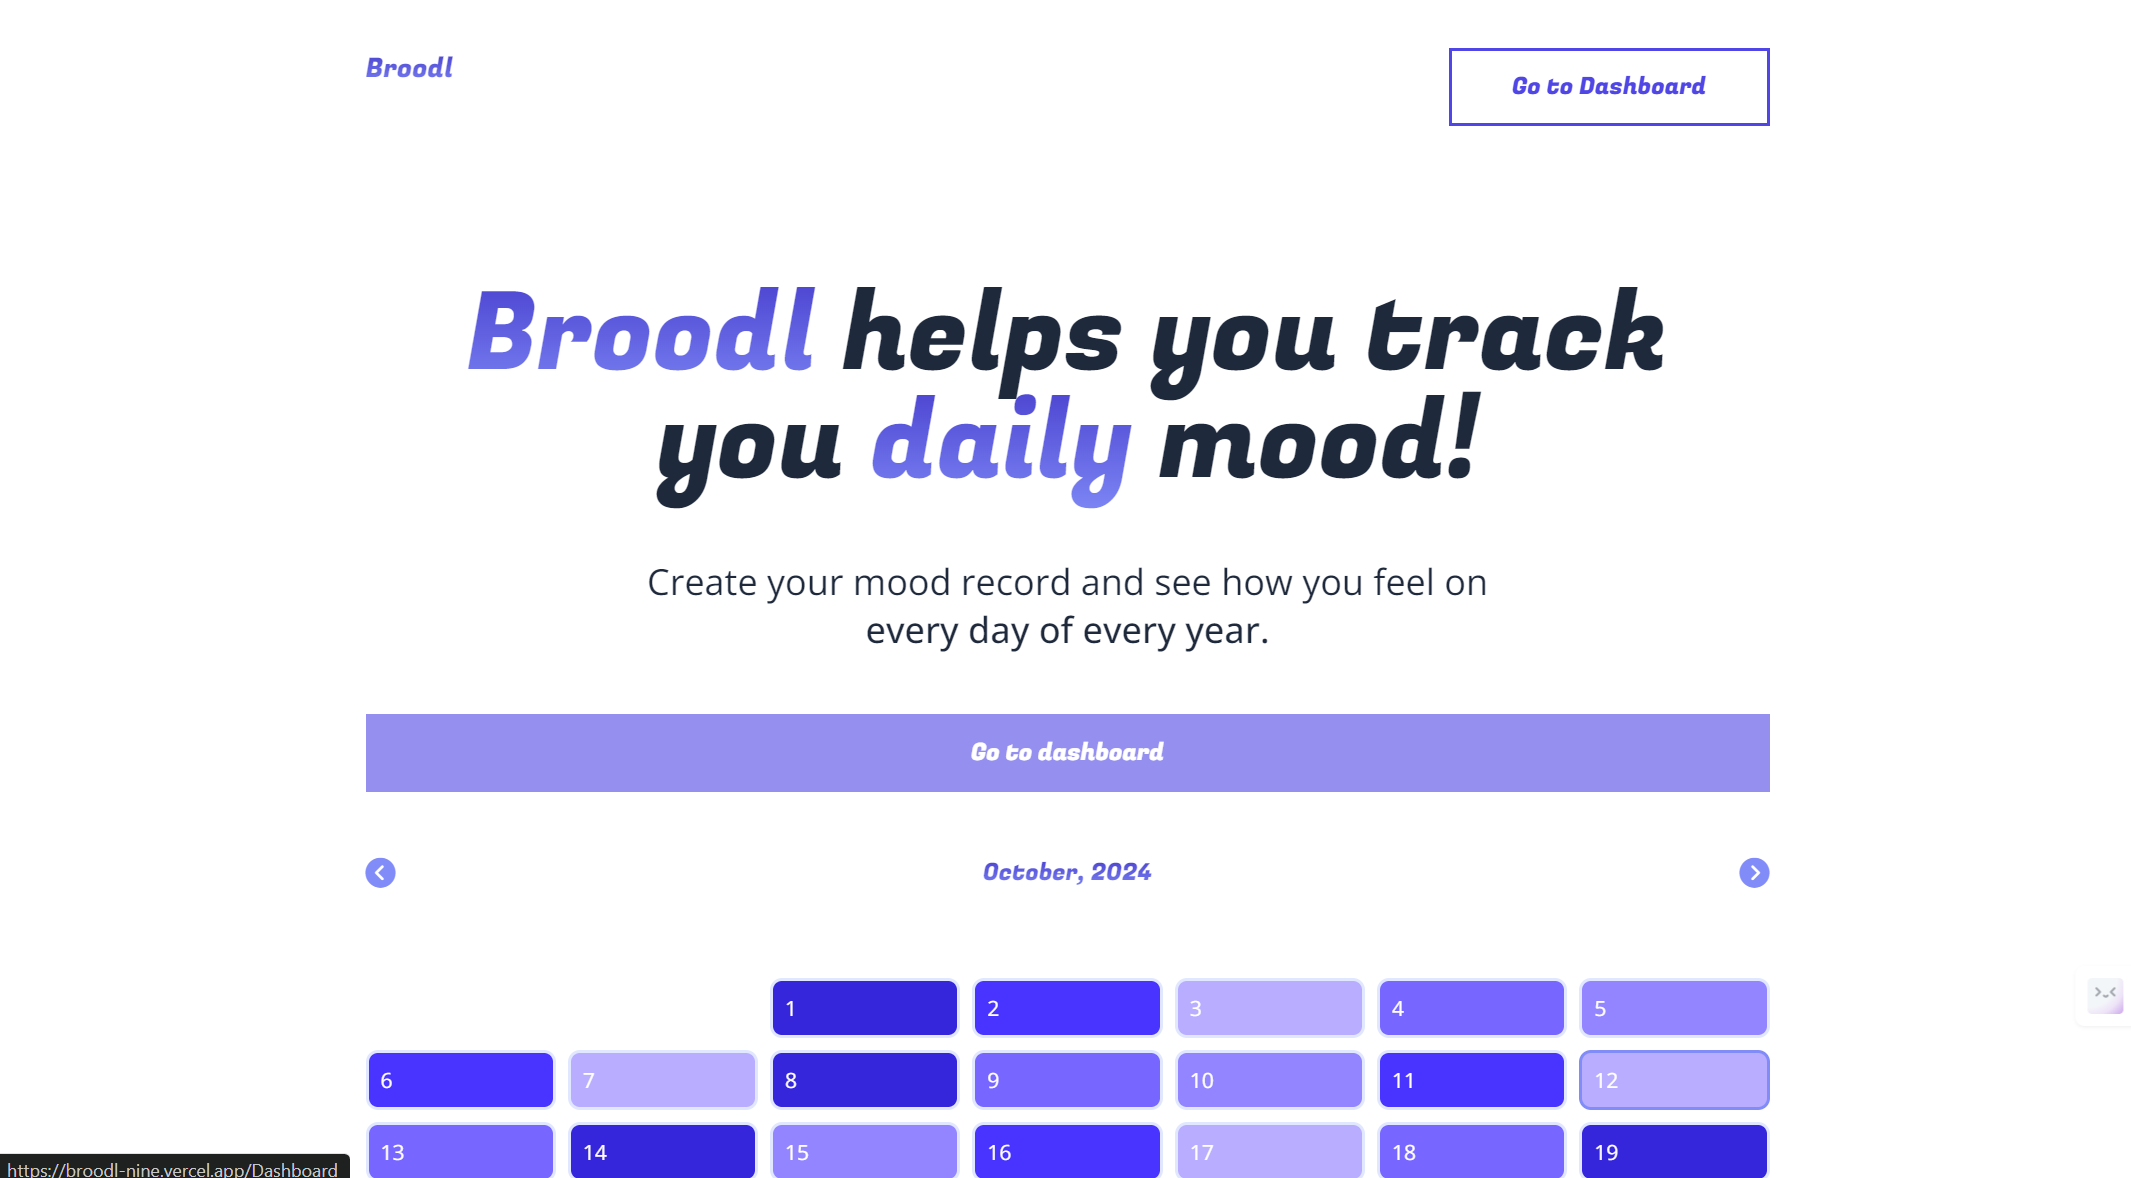 Broodl
Go to Dashboard
Broodl helps you track
you daily mood!
Create your mood record and see how you feel on
every day of every year.
Go to dashboard
October, 2024
1 2 3 4 5
6 7 8 9 10 11 12
13 14 15 16 17 18 19
https://broodl-nine.vercel.app/Dashboard